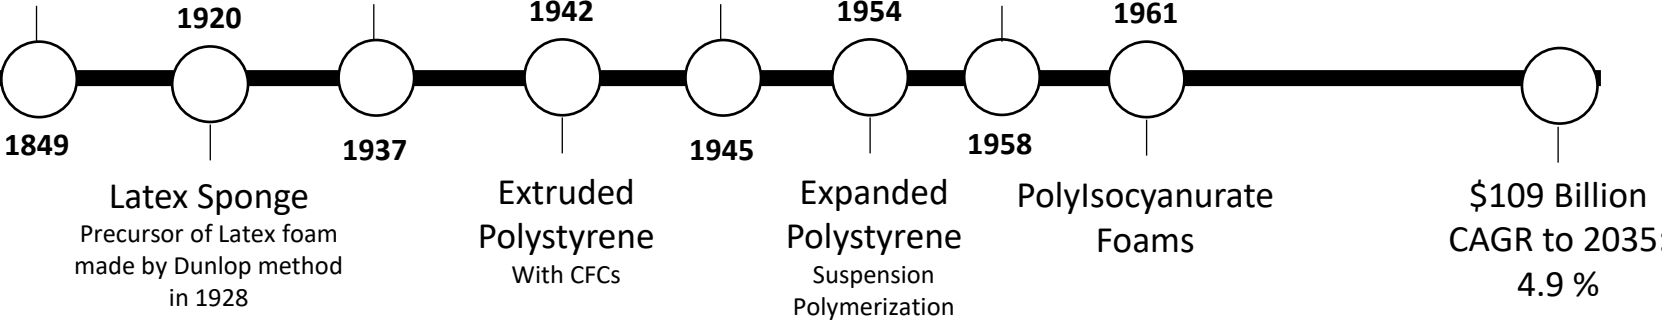 1920
1942
1954
1961
1849
1937
1945
1958
Latex Sponge
Precursor of Latex foam
made by Dunlop method
in 1928
Extruded
Polystyrene
With CFCs
Expanded
Polystyrene
Suspension
Polymerization
PolyIsocyanurate
Foams
$109 Billion
CAGR to 2035:
4.9 %